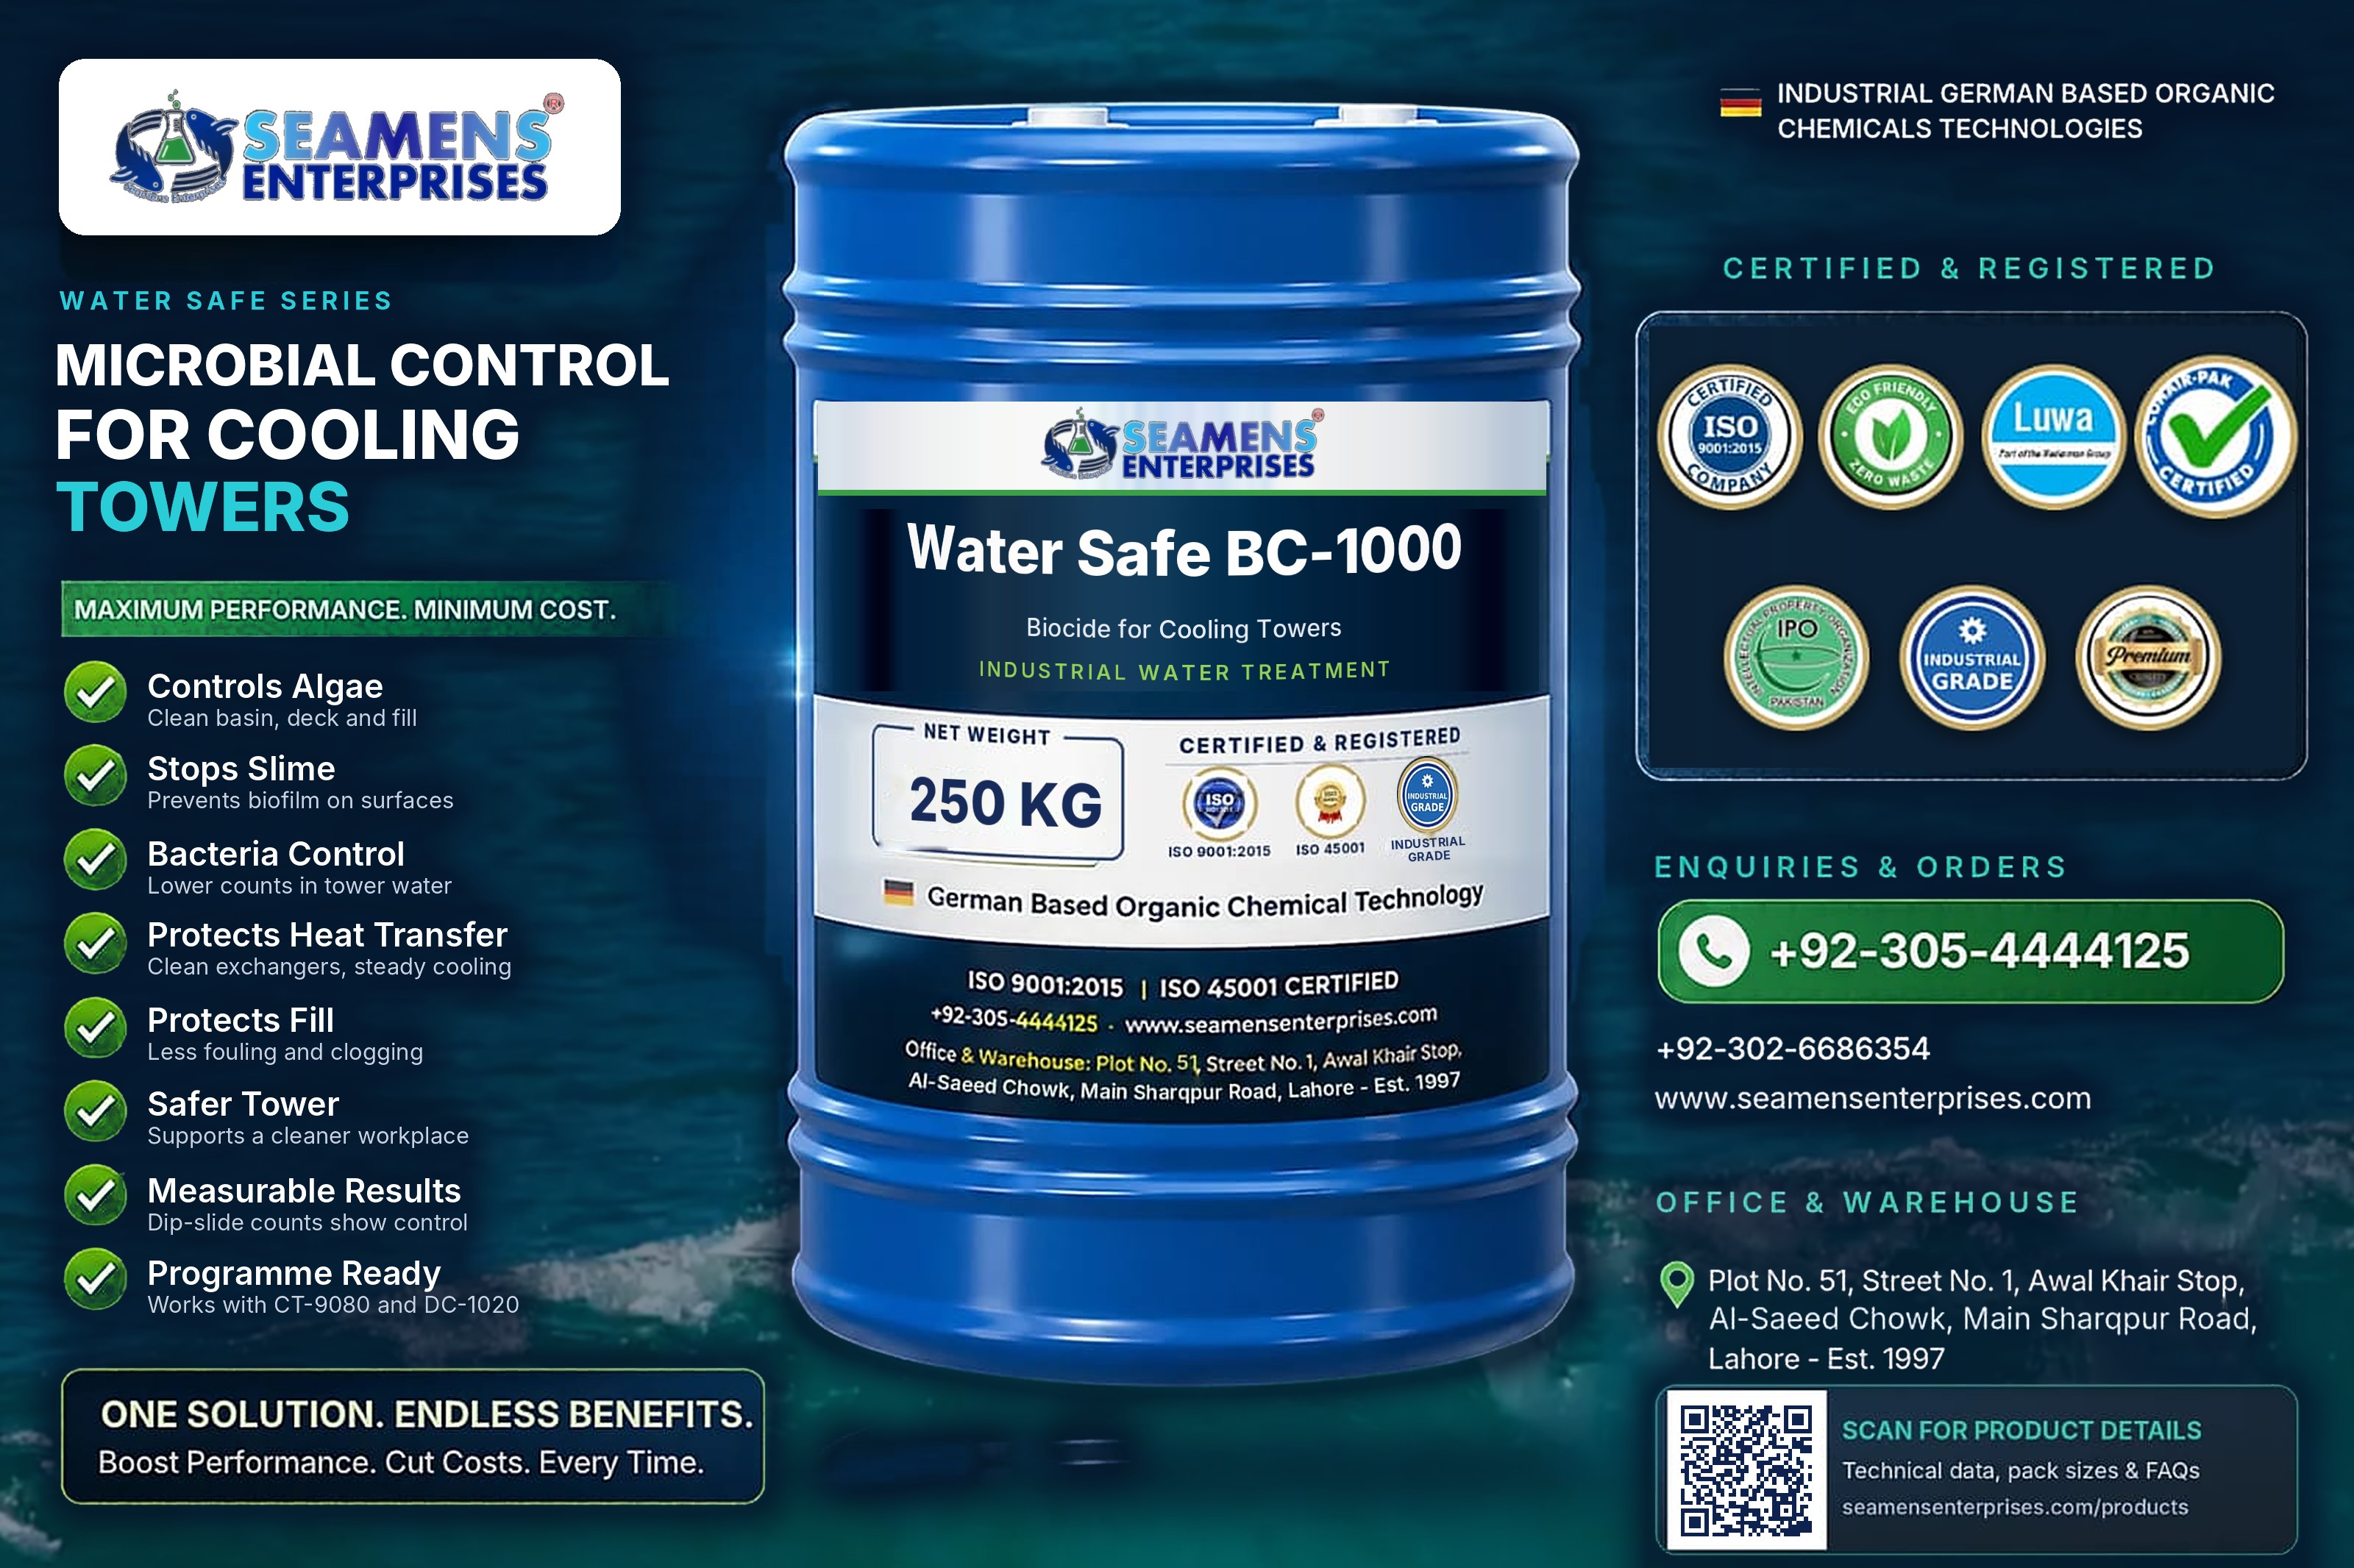 SEAMENS®
ENTERPRISES
WATER SAFE SERIES
MICROBIAL CONTROL
FOR COOLING
TOWERS
MAXIMUM PERFORMANCE. MINIMUM COST.
Controls Algae
Clean basin, deck and fill
Stops Slime
Prevents biofilm on surfaces
Bacteria Control
Lower counts in tower water
Protects Heat Transfer
Clean exchangers, steady cooling
Protects Fill
Less fouling and clogging
Safer Tower
Supports a cleaner workplace
Measurable Results
Dip-slide counts show control
Programme Ready
Works with CT-9080 and DC-1020
ONE SOLUTION. ENDLESS BENEFITS.
Boost Performance. Cut Costs. Every Time.
SEAMENS
ENTERPRISES
Water Safe BC-1000
Biocide for Cooling Towers
INDUSTRIAL WATER TREATMENT
NET WEIGHT
250 KG
CERTIFIED & REGISTERED
ISO
INDUSTRIAL
GRADE
ISO 9001:2015
ISO 45001
INDUSTRIAL
GRADE
German Based Organic Chemical Technology
ISO 9001:2015 | ISO 45001 CERTIFIED
+92-305-4444125 · www.seamensenterprises.com
Office & Warehouse: Plot No. 51, Street No. 1, Awal Khair Stop,
Al-Saeed Chowk, Main Sharqpur Road, Lahore - Est. 1997
INDUSTRIAL GERMAN BASED ORGANIC
CHEMICALS TECHNOLOGIES
CERTIFIED & REGISTERED
CERTIFIED
ISO
9001:2015
COMPANY
ECO FRIENDLY
ZERO WASTE
Luwa
Part of the Group
CERTIFIED
INTELLECTUAL PROPERTY ORGANIZATION
IPO
PAKISTAN
INDUSTRIAL
GRADE
Premium
ENQUIRIES & ORDERS
+92-305-4444125
+92-302-6686354
www.seamensenterprises.com
OFFICE & WAREHOUSE
Plot No. 51, Street No. 1, Awal Khair Stop,
Al-Saeed Chowk, Main Sharqpur Road,
Lahore - Est. 1997
SCAN FOR PRODUCT DETAILS
Technical data, pack sizes & FAQs
seamensenterprises.com/products